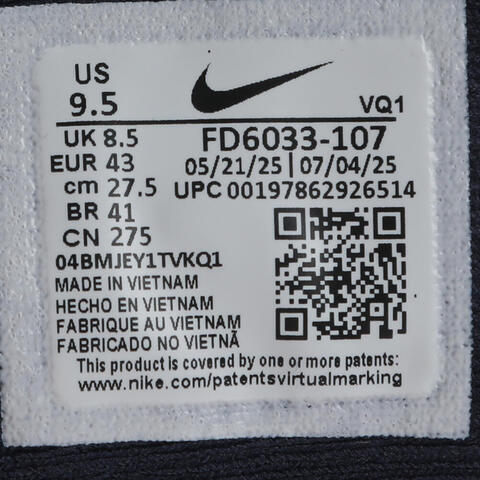 US
9.5
VQ1
UK 8.5
FD6033-107
EUR 43
05/21/25 | 07/04/25
cm 27.5
UPC 00197862926514
BR 41
CN 275
04BMJEY1TVKQ1
MADE IN VIETNAM
HECHO EN VIETNAM
FABRIQUE AU VIETNAM
FABRICADO NO VIETNÃ
This product is covered by one or more patents:
www.nike.com/patentsvirtualmarking